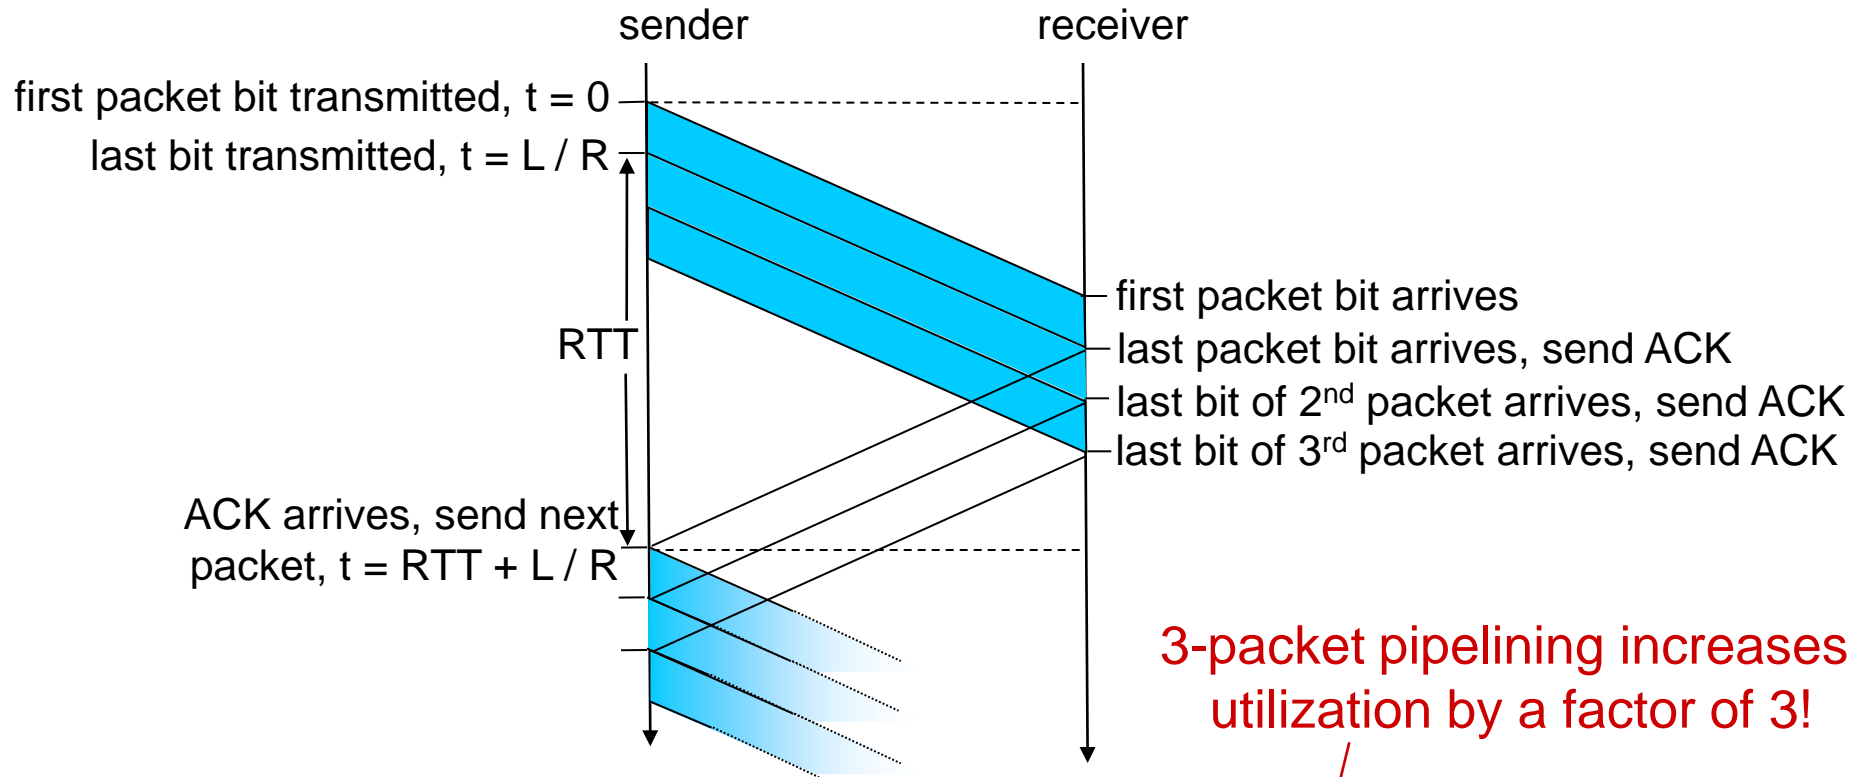 sender
receiver
first packet bit transmitted, t = 0
last bit transmitted, t = L / R
RTT
first packet bit arrives
last packet bit arrives, send ACK
last bit of 2nd packet arrives, send ACK
last bit of 3rd packet arrives, send ACK
ACK arrives, send next
packet, t = RTT + L / R
3-packet pipelining increases
utilization by a factor of 3!